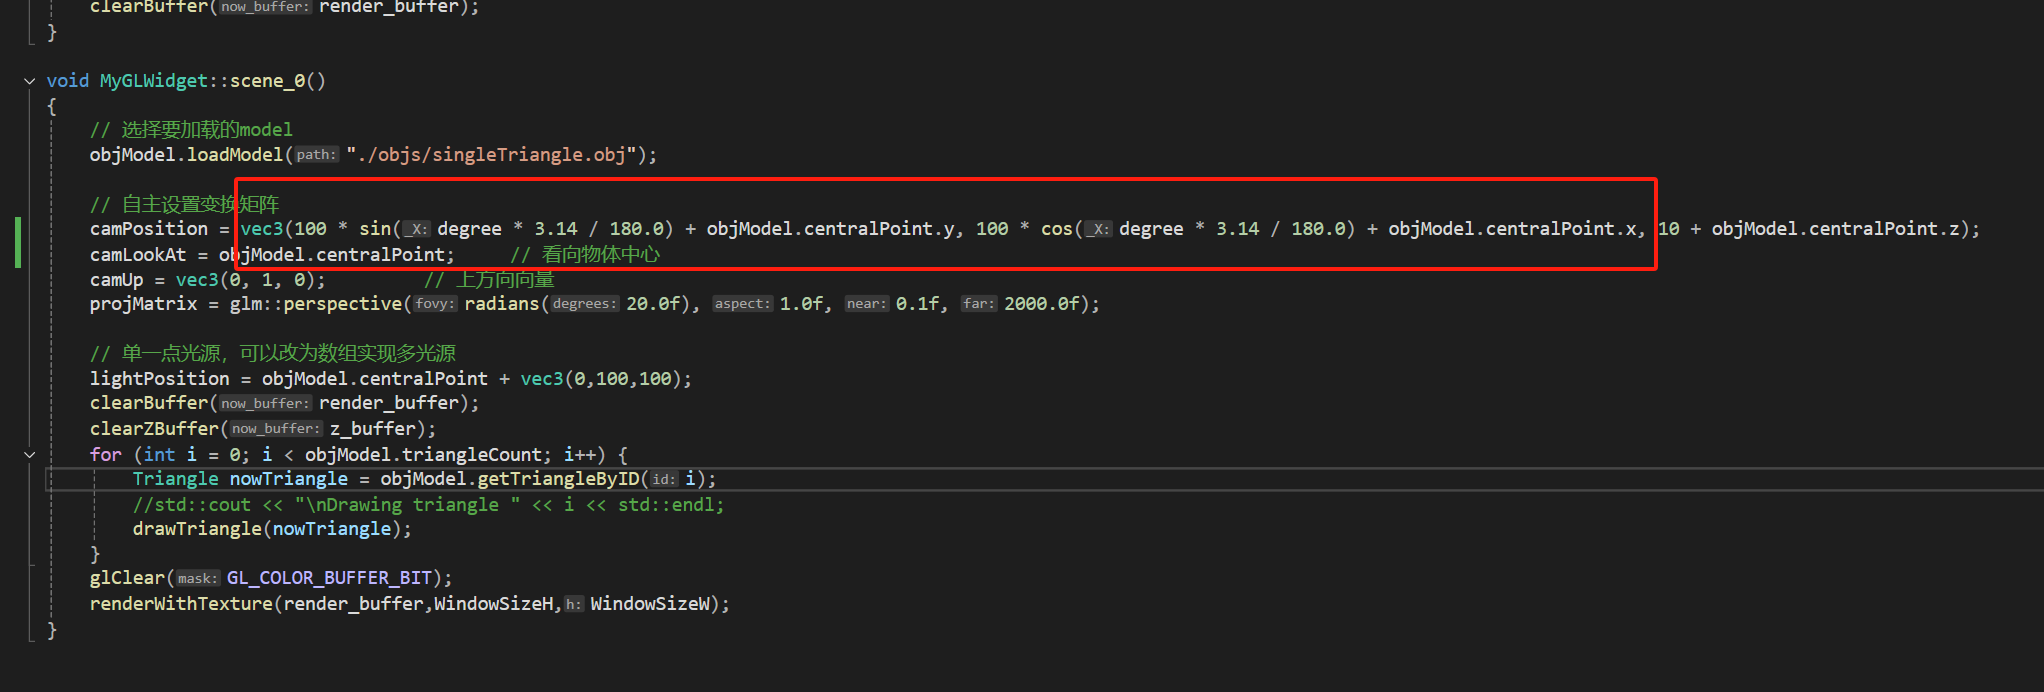 clearBuffer(now_buffer: render_buffer);
}
void MyGLWidget::scene_0()
{
// 选择要加载的model
objModel.loadModel(path: "./objs/singleTriangle.obj");
// 自主设置变换矩阵
camPosition = vec3(100 * sin(_X: degree * 3.14 / 180.0) + objModel.centralPoint.y, 100 * cos(_X: degree * 3.14 / 180.0) + objModel.centralPoint.x, 10 + objModel.centralPoint.z);
camLookAt = objModel.centralPoint; // 看向物体中心
camUp = vec3(0, 1, 0); // 上方向向量
projMatrix = glm::perspective(fovy: radians(degrees: 20.0f), aspect: 1.0f, near: 0.1f, far: 2000.0f);
// 单一点光源，可以改为数组实现多光源
lightPosition = objModel.centralPoint + vec3(0,100,100);
clearBuffer(now_buffer: render_buffer);
clearZBuffer(now_buffer: z_buffer);
for (int i = 0; i < objModel.triangleCount; i++) {
Triangle nowTriangle = objModel.getTriangleByID(id: i);
//std::cout << "\nDrawing triangle " << i << std::endl;
drawTriangle(nowTriangle);
}
glClear(mask: GL_COLOR_BUFFER_BIT);
renderWithTexture(render_buffer,WindowSizeH,h: WindowSizeW);
}